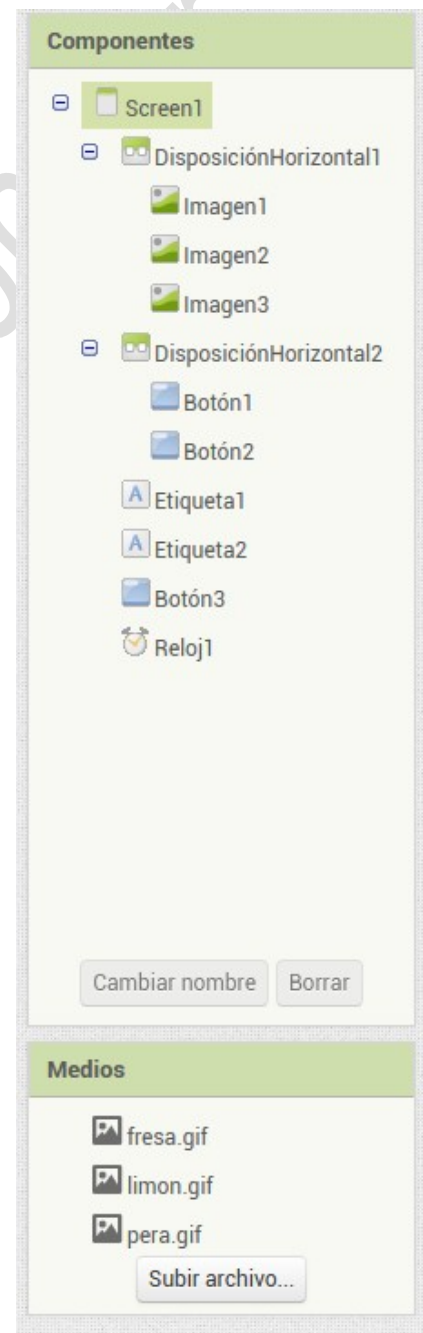 Componentes
Screen1
DisposiciónHorizontal1
Imagen1
Imagen2
Imagen3
DisposiciónHorizontal2
Botón1
Botón2
A Etiqueta1
A Etiqueta2
Botón3
Reloj1
Cambiar nombre Borrar
Medios
fresa.gif
limon.gif
pera.gif
Subir archivo...